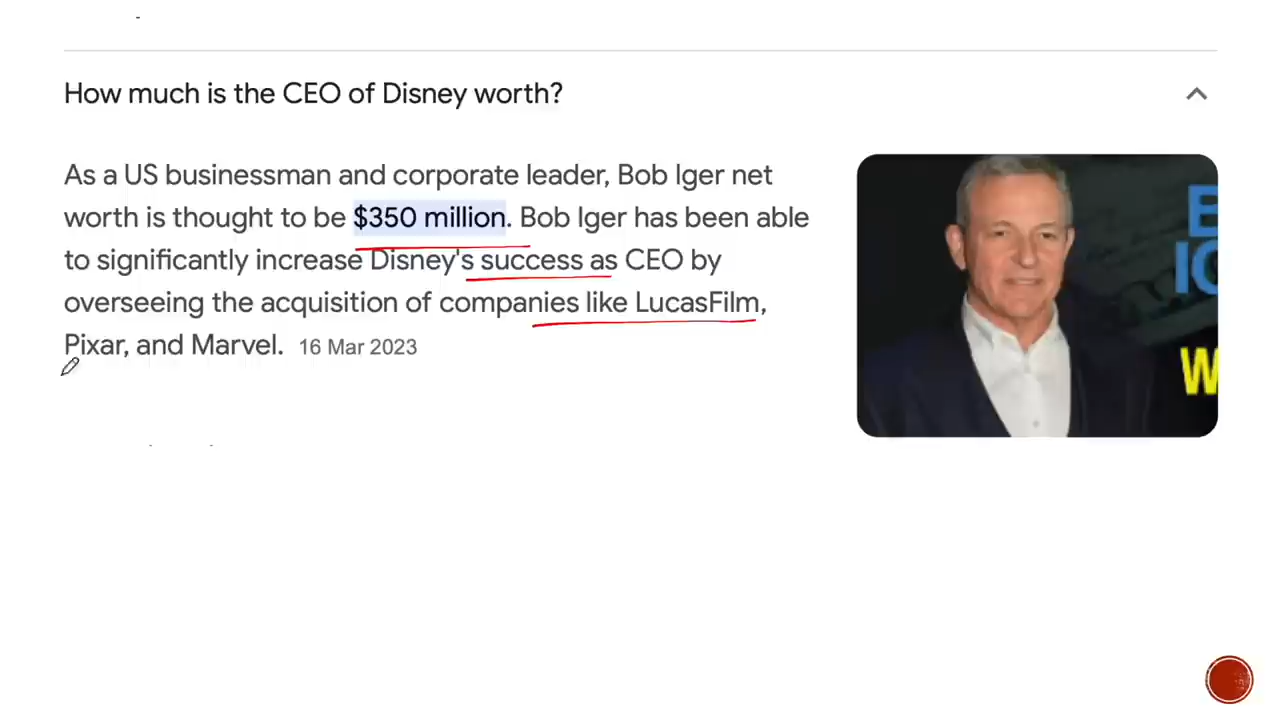 How much is the CEO of Disney worth?
As a US businessman and corporate leader, Bob Iger net
worth is thought to be $350 million. Bob Iger has been able
to significantly increase Disney's success as CEO by
overseeing the acquisition of companies like LucasFilm,
Pixar, and Marvel. 16 Mar 2023